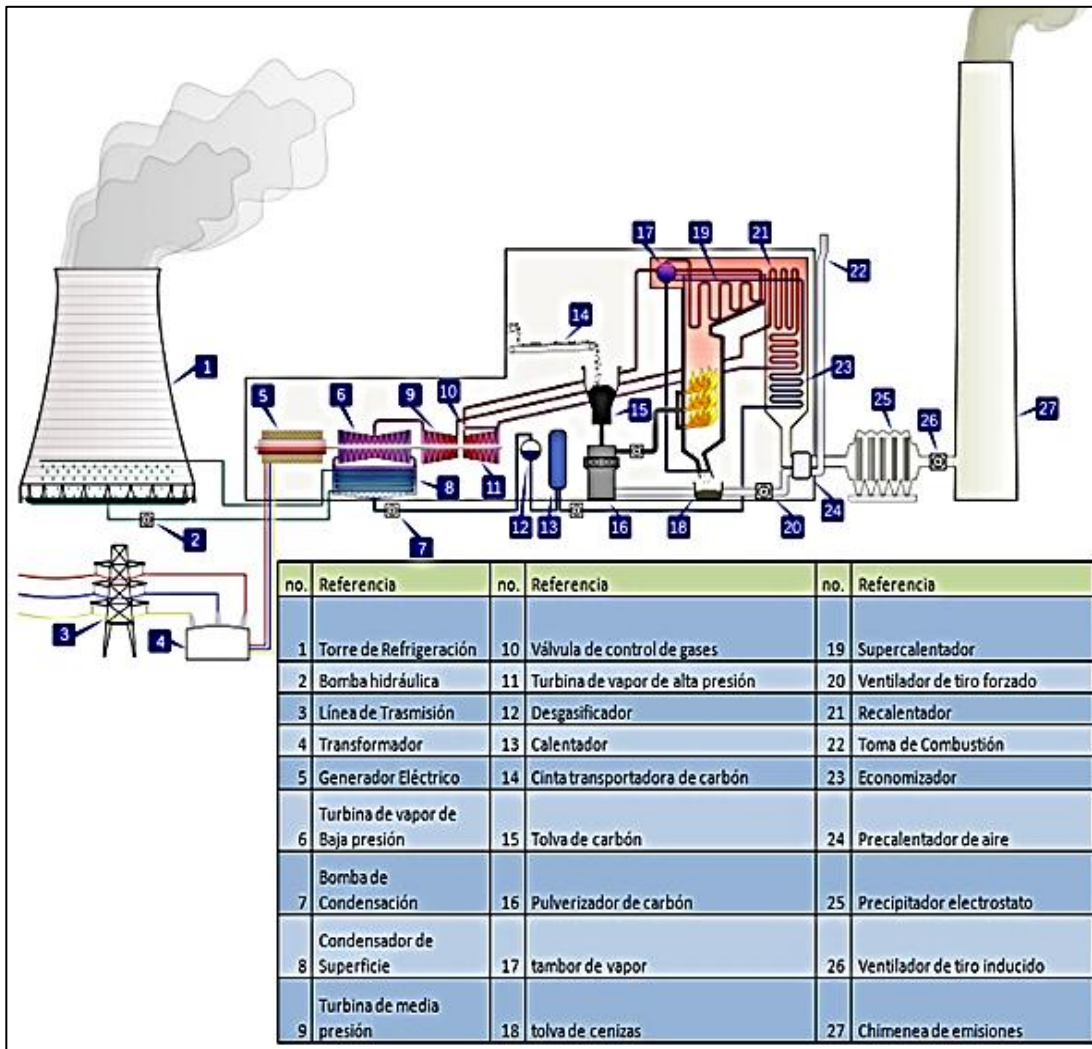 17
19
21
22
14
1
10
6
9
5
23
15
25
26
27
8
11
12
13
16
18
20
24
2
7
3
4
no. Referencia no. Referencia no. Referencia
1 Torre de Refrigeración 10 Válvula de control de gases 19 Supercalentador
2 Bomba hidráulica 11 Turbina de vapor de alta presión 20 Ventilador de tiro forzado
3 Línea de Trasmisión 12 Desgasificador 21 Recalentador
4 Transformador 13 Calentador 22 Toma de Combustión
5 Generador Eléctrico 14 Cinta transportadora de carbón 23 Economizador
Turbina de vapor de
6 Baja presión 15 Tolva de carbón 24 Precalentador de aire
Bomba de
7 Condensación 16 Pulverizador de carbón 25 Precipitador electrostato
Condensador de
8 Superficie 17 tambor de vapor 26 Ventilador de tiro inducido
Turbina de media
9 presión 18 tolva de cenizas 27 Chimenea de emisiones